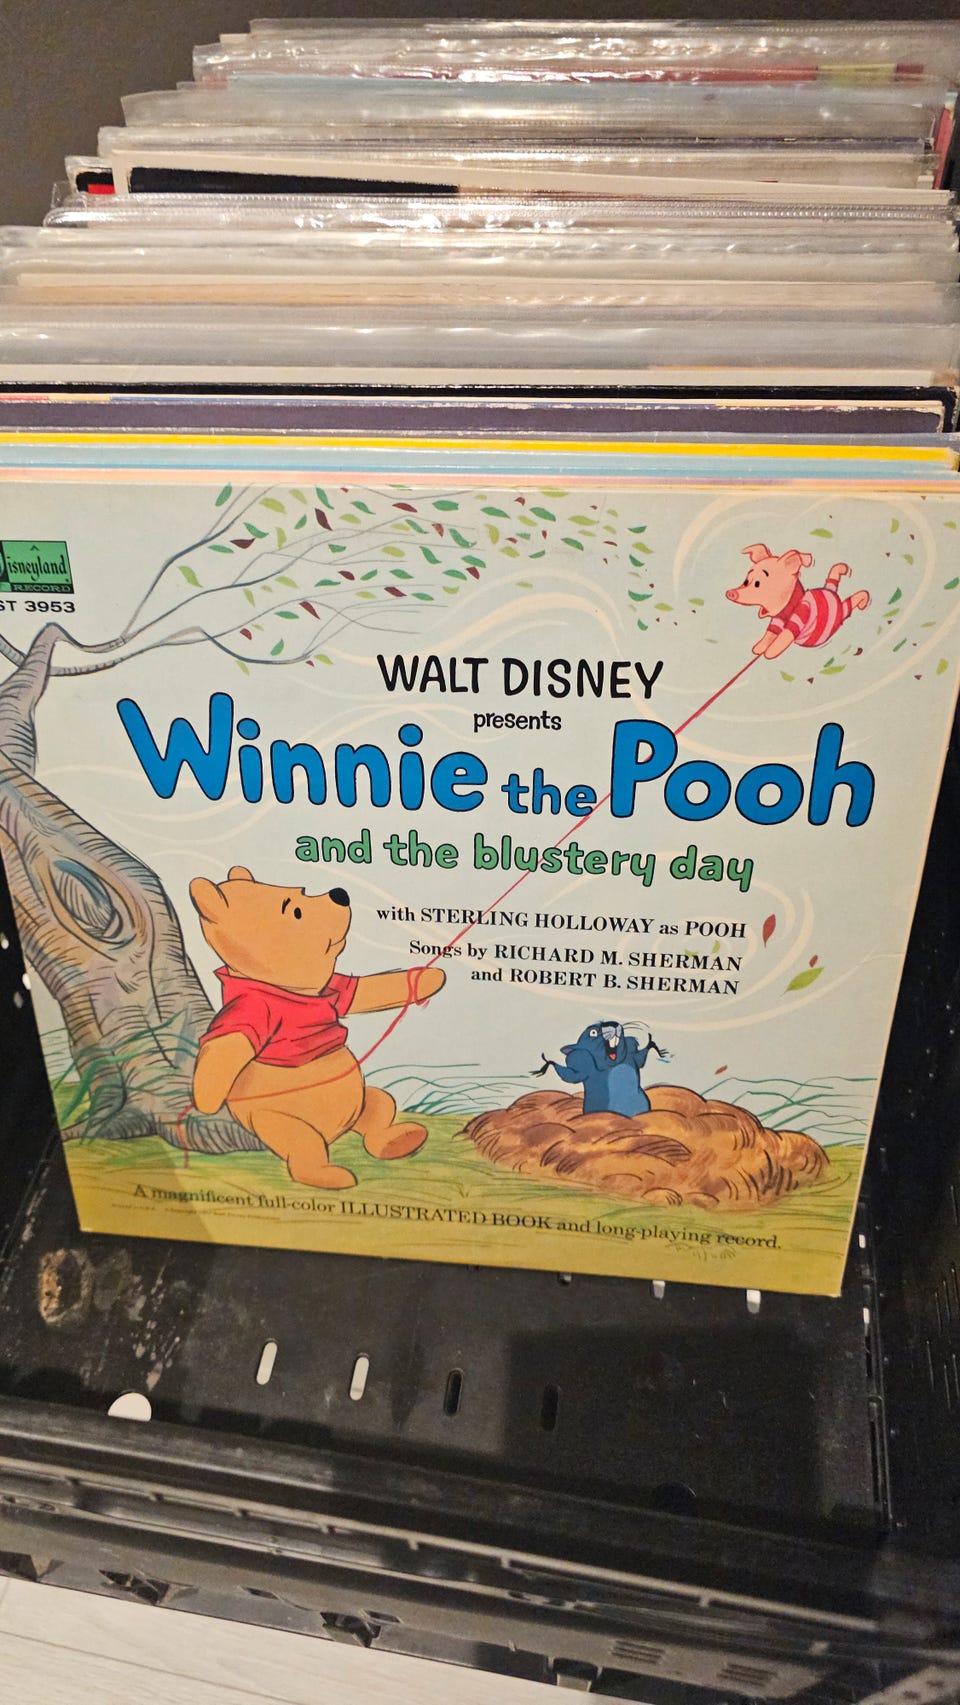 Disneyland
RECORD
ST 3953
WALT DISNEY
presents
Winnie the Pooh
and the blustery day
with STERLING HOLLOWAY as POOH
Songs by RICHARD M. SHERMAN
and ROBERT B. SHERMAN
A magnificent full-color ILLUSTRATED BOOK and long-playing record.